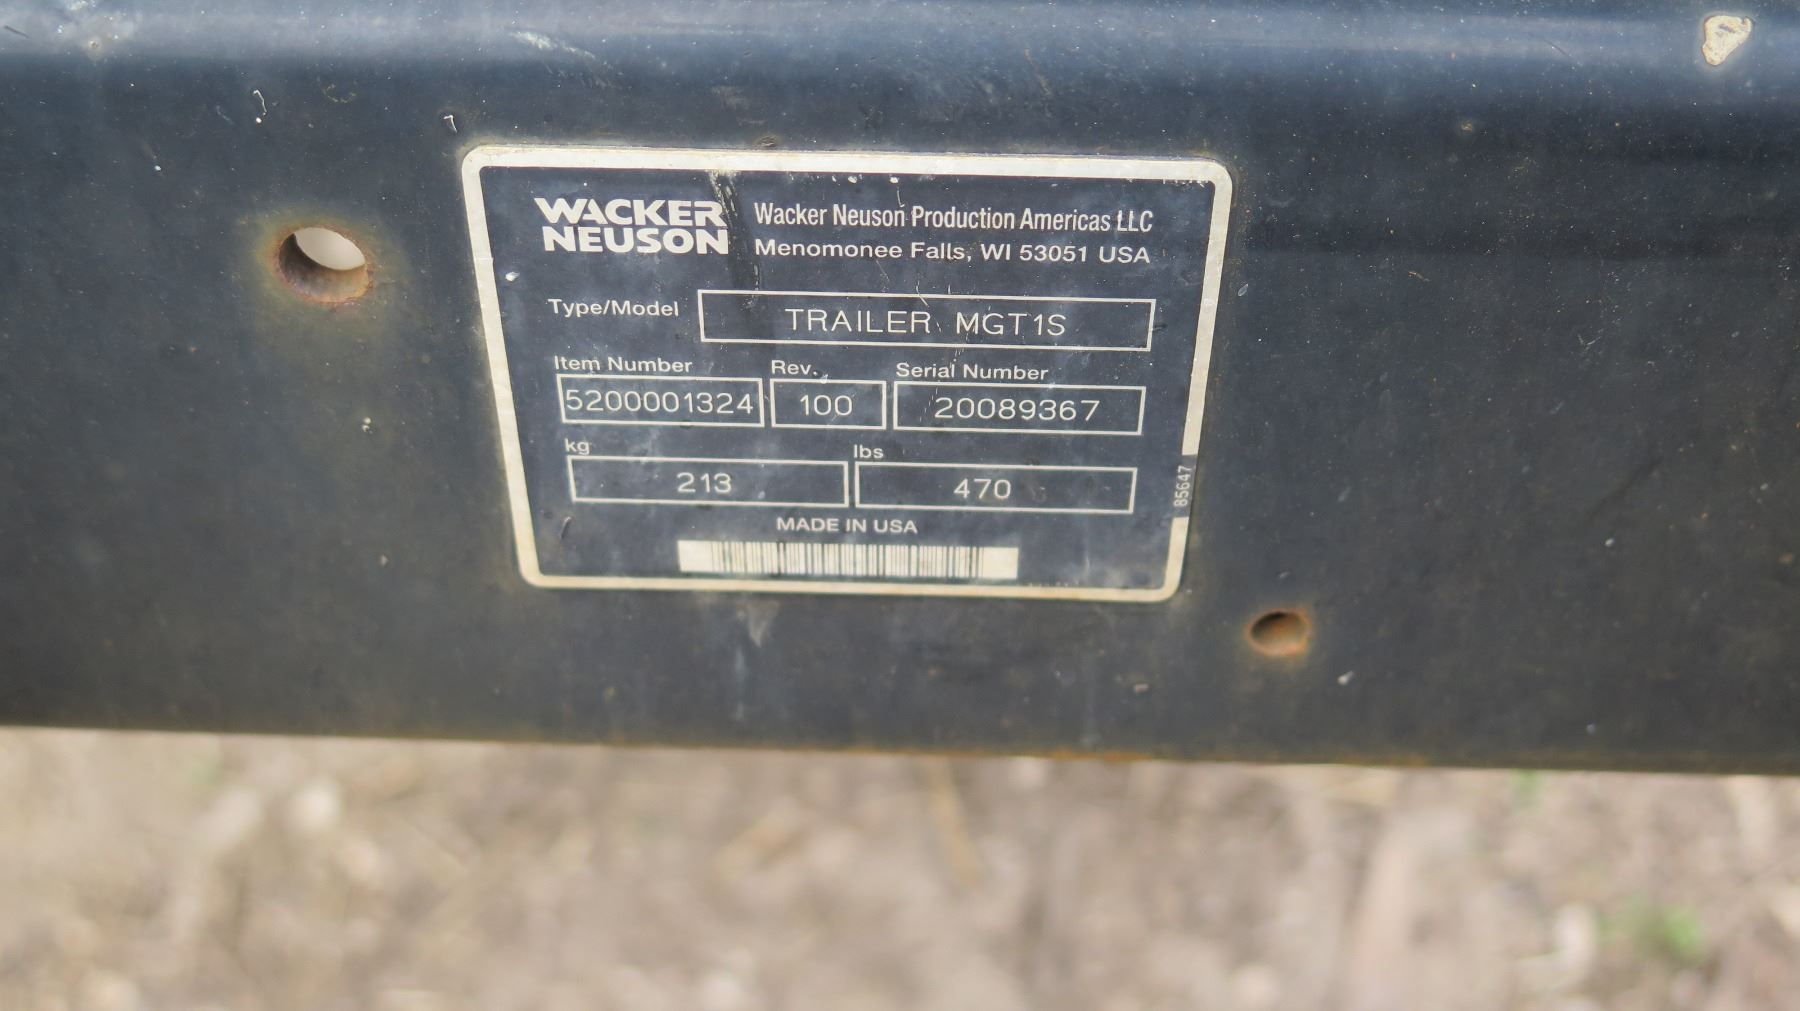 WACKER NEUSON
Wacker Neuson Production Americas LLC
Menomonee Falls, WI 53051 USA
Type/Model
TRAILER MGT1S
Item Number Rev. Serial Number
5200001324 100 20089367
kg lbs
213 470
85647
MADE IN USA